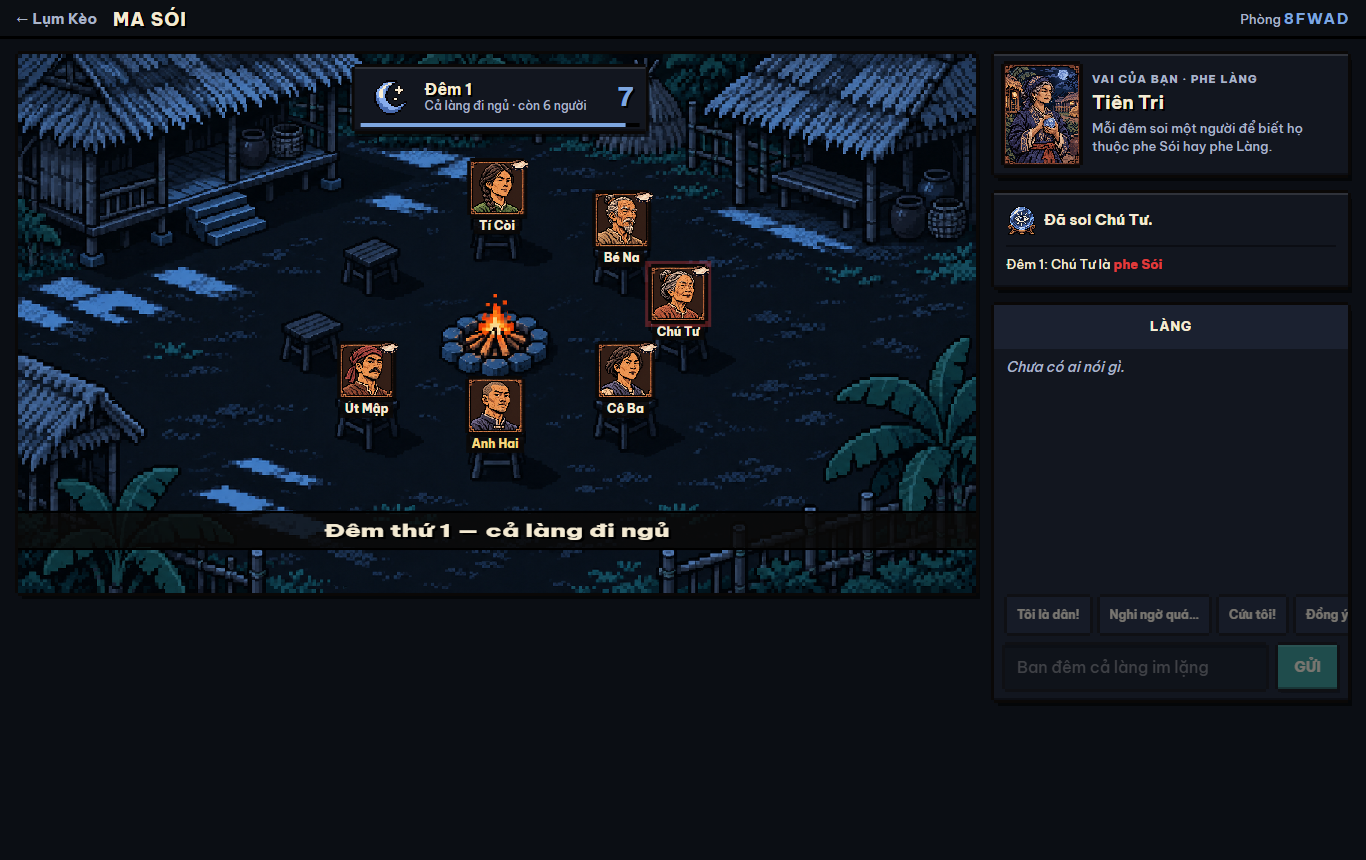 ← Lụm Kèo MA SÓI
Phòng 8FWAD
Đêm 1
Cả làng đi ngủ · còn 6 người
7
Tí Còi
Bé Na
Chú Tư
Út Mập
Cô Ba
Anh Hai
Đêm thứ 1 — cả làng đi ngủ
VAI CỦA BẠN · PHE LÀNG
Tiên Tri
Mỗi đêm soi một người để biết họ
thuộc phe Sói hay phe Làng.
Đã soi Chú Tư.
Đêm 1: Chú Tư là phe Sói
LÀNG
Chưa có ai nói gì.
Tôi là dân! Nghi ngờ quá... Cứu tôi! Đồng ý
Ban đêm cả làng im lặng GỬI